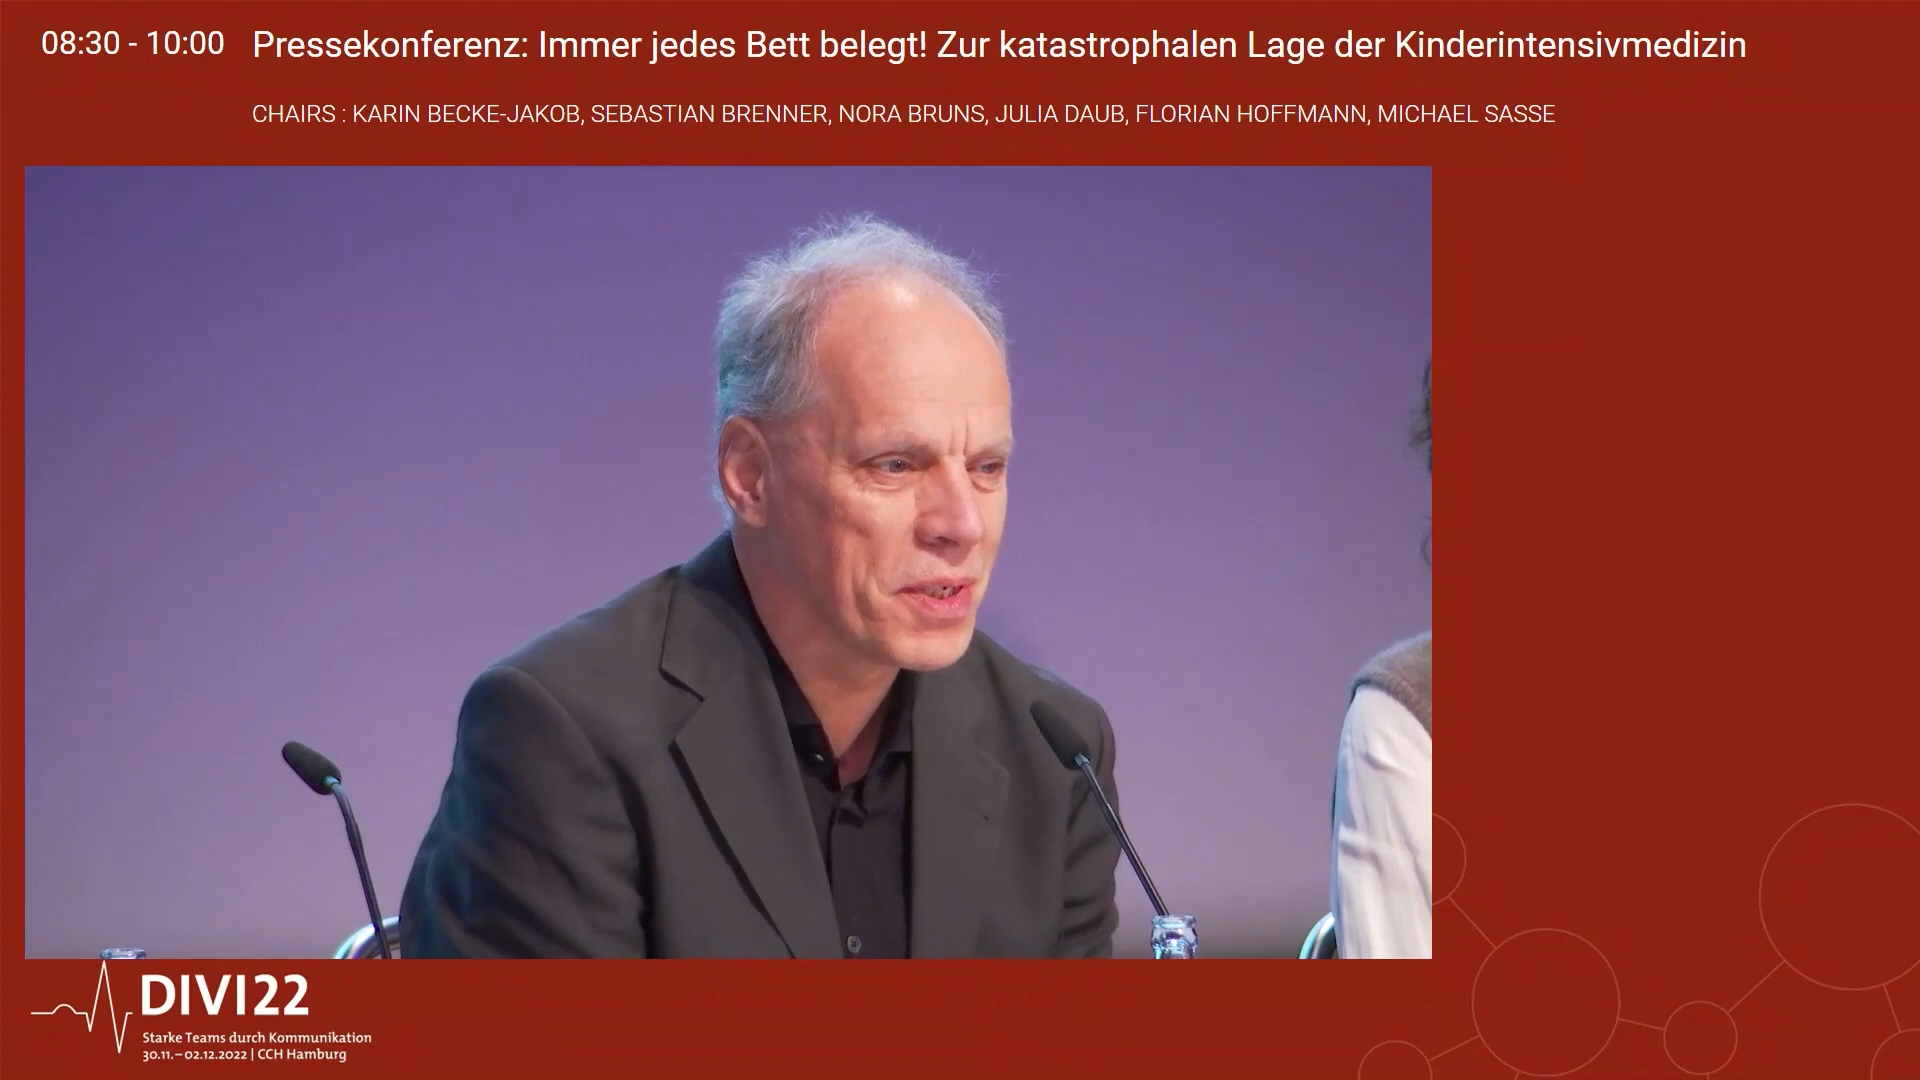 08:30 - 10:00 Pressekonferenz: Immer jedes Bett belegt! Zur katastrophalen Lage der Kinderintensivmedizin
CHAIRS : KARIN BECKE-JAKOB, SEBASTIAN BRENNER, NORA BRUNS, JULIA DAUB, FLORIAN HOFFMANN, MICHAEL SASSE
DIVI22
Starke Teams durch Kommunikation
30.11. – 02.12.2022 | CCH Hamburg